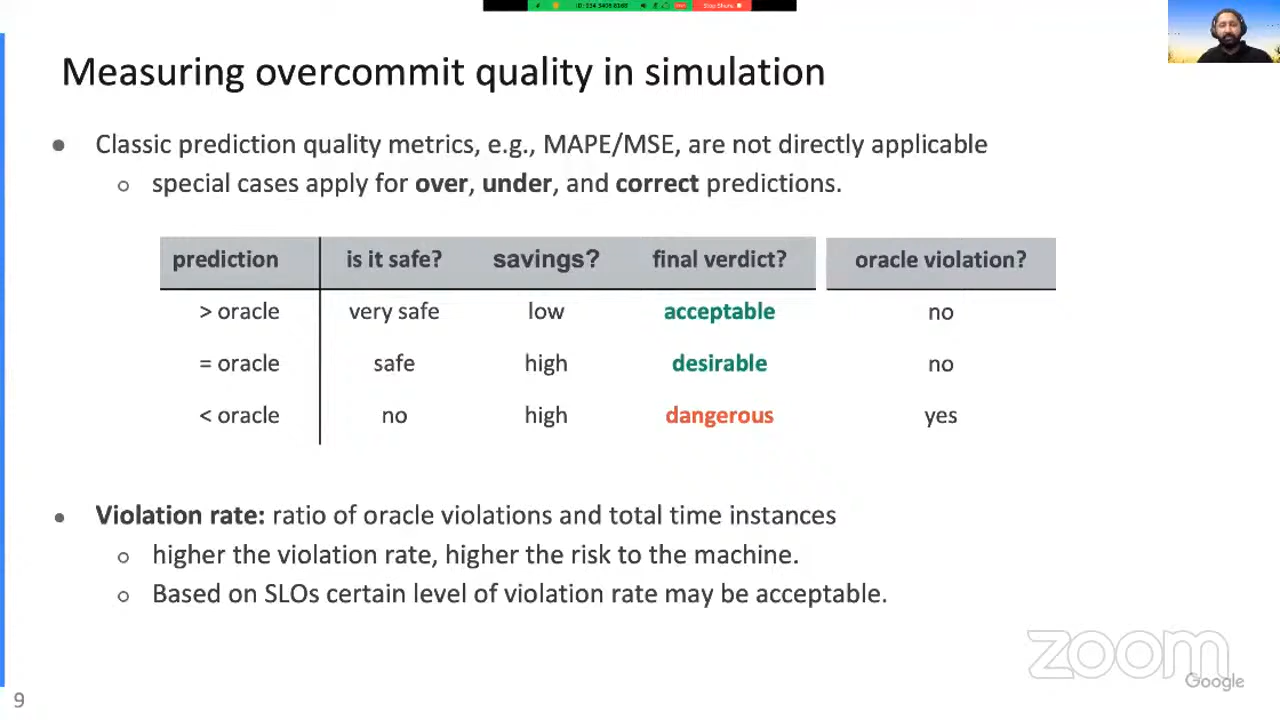 Measuring overcommit quality in simulation
● Classic prediction quality metrics, e.g., MAPE/MSE, are not directly applicable
○ special cases apply for over, under, and correct predictions.
prediction is it safe? savings? final verdict? oracle violation?
> oracle very safe low acceptable no
= oracle safe high desirable no
< oracle no high dangerous yes
● Violation rate: ratio of oracle violations and total time instances
○ higher the violation rate, higher the risk to the machine.
○ Based on SLOs certain level of violation rate may be acceptable.
zoom
Google
9